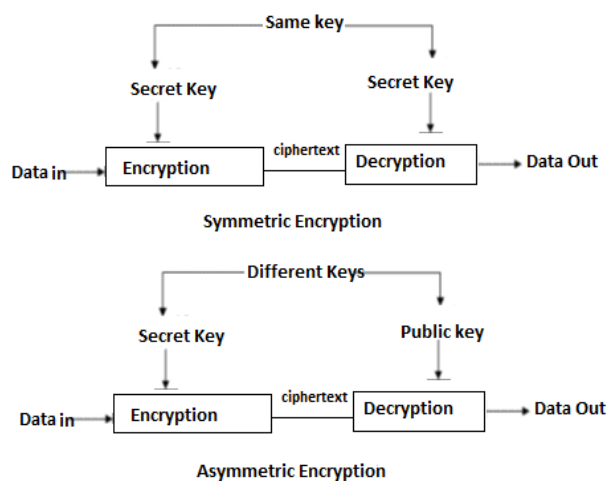 Same key
Secret Key Secret Key
ciphertext
Data in Encryption Decryption Data Out
Symmetric Encryption
Different Keys
Secret Key Public key
ciphertext
Data in Encryption Decryption Data Out
Asymmetric Encryption